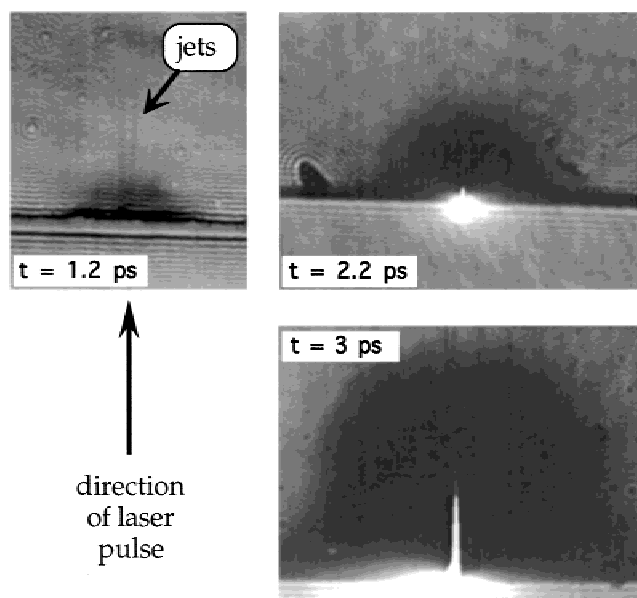 jets
t = 1.2 ps
t = 2.2 ps
t = 3 ps
direction
of laser
pulse